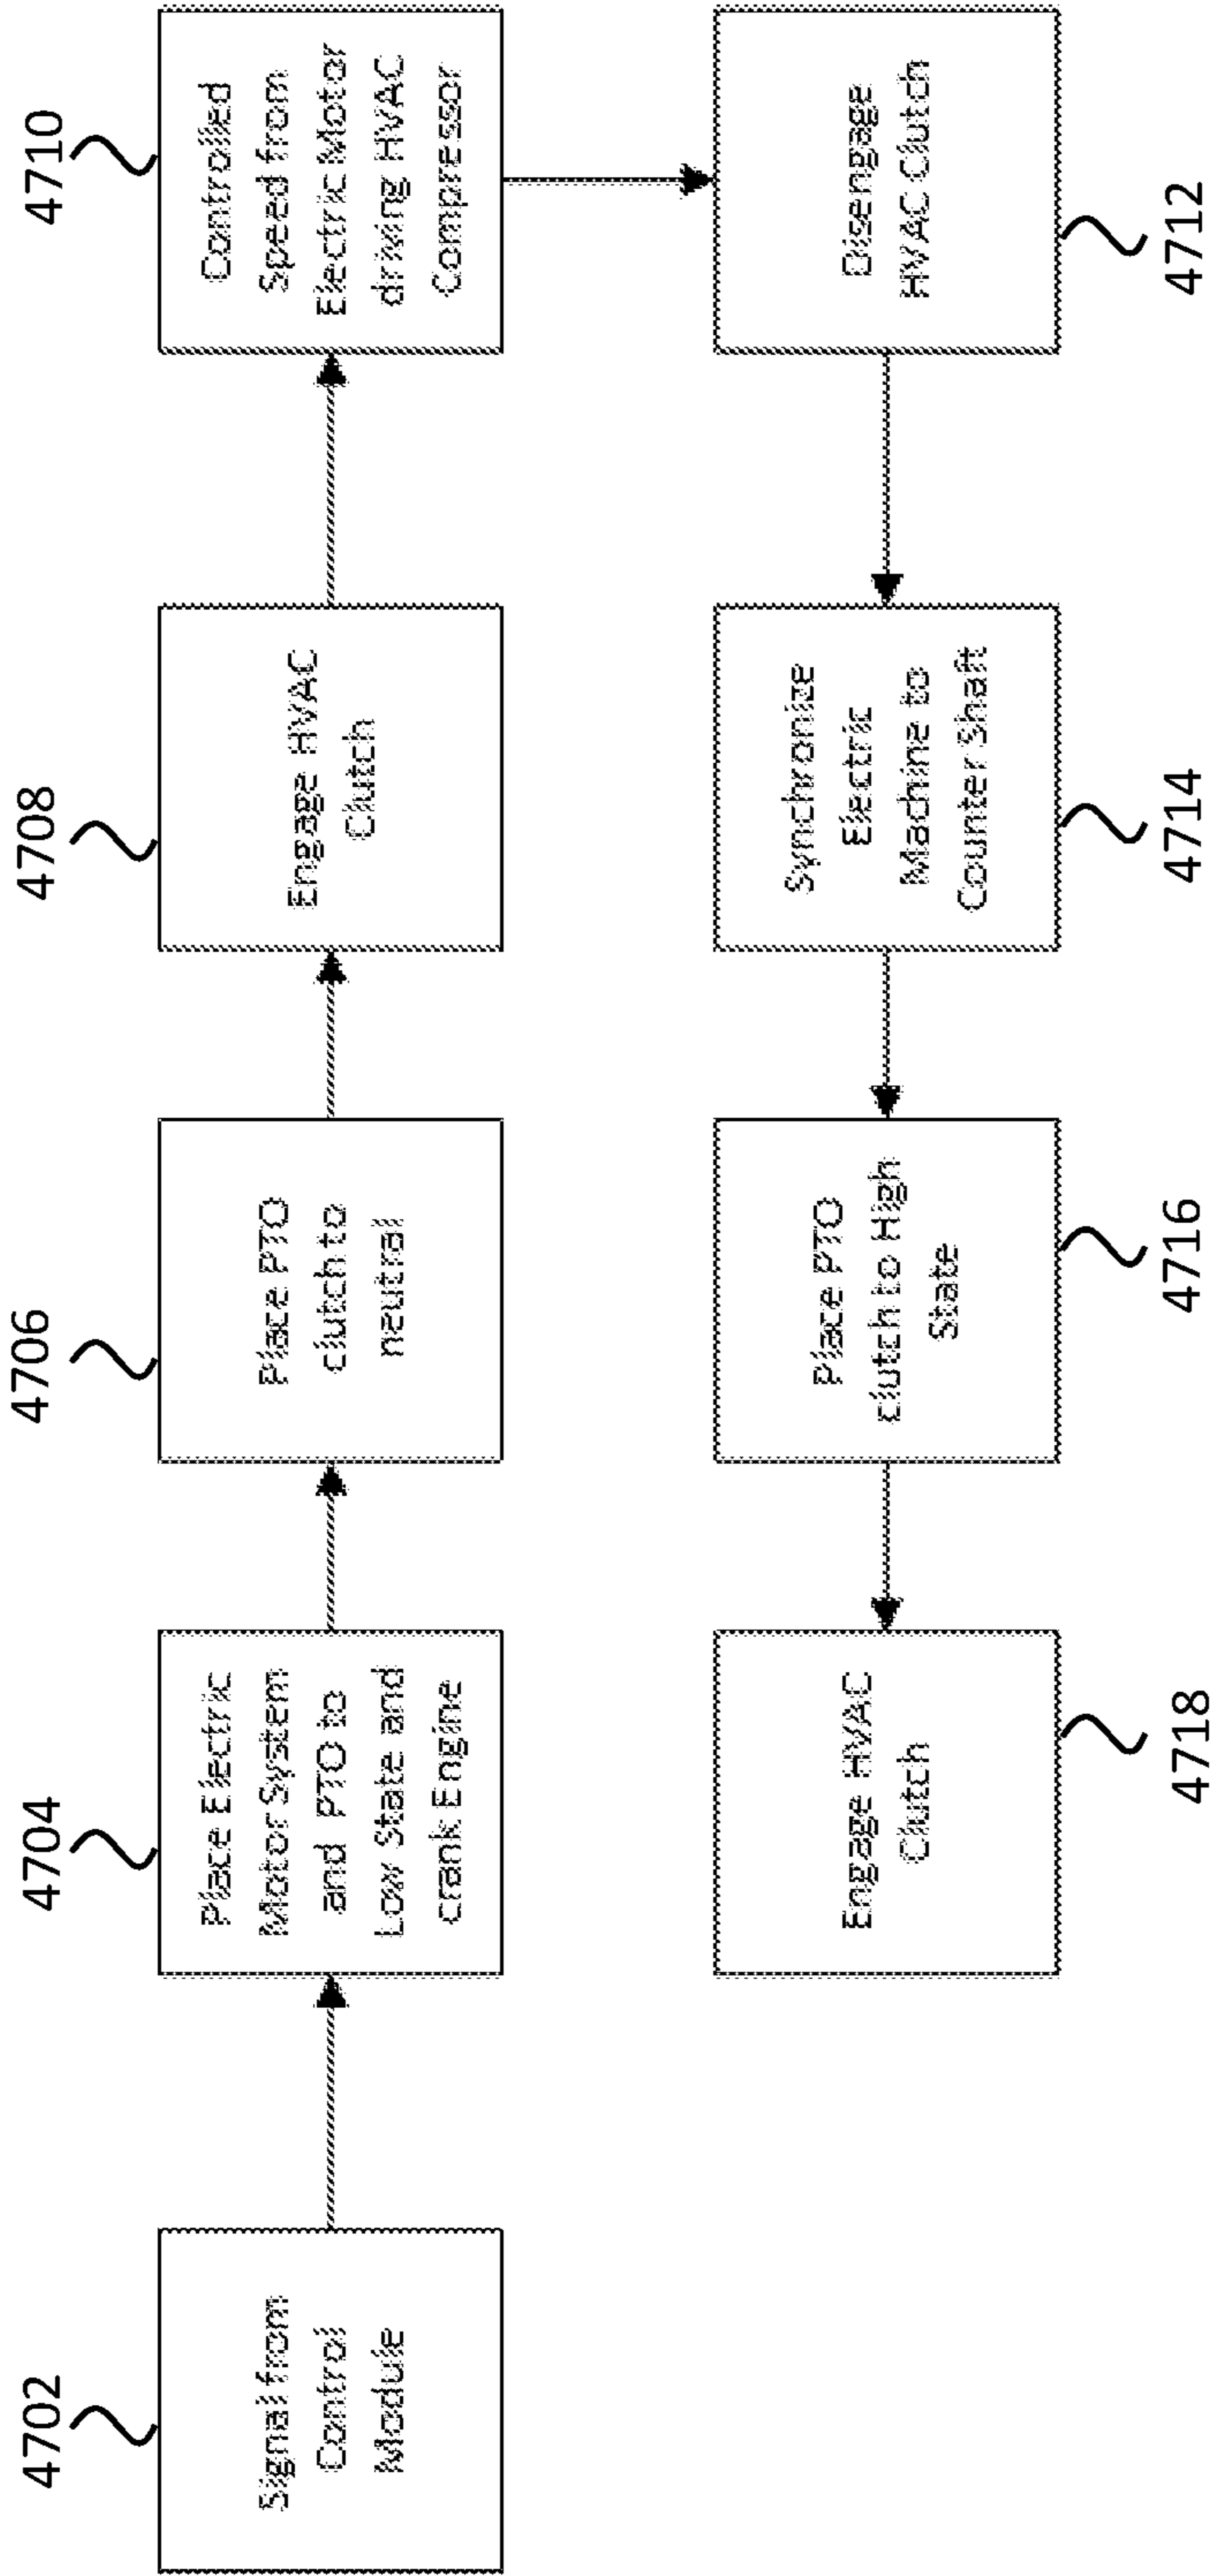 4702
Signal from
Control
Module
4704
Place Electric
Motor System
and PTO to
Low State and
crank Engine
4706
Place PTO
clutch to
neutral
4708
Engage HVAC
Clutch
4710
Controlled
Speed from
Electric Motor
driving HVAC
Compressor
Disengage
HVAC Clutch
4712
Synchronize
Electric
Machine to
Counter Shaft
4714
Place PTO
clutch to High
State
4716
Engage HVAC
Clutch
4718